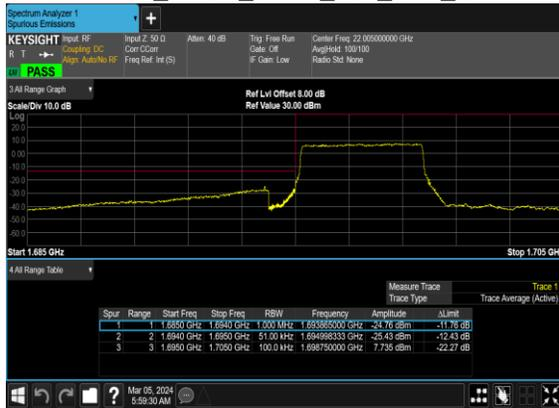 Spectrum Analyzer 1
Spurious Emissions
+
KEYSIGHT
R T
PASS
Input: RF
Coupling: DC
Align: Auto/No RF
Input Z: 50 Ω
Corr CCorr
Freq Ref: Int (S)
Atten: 40 dB
Trig: Free Run
Gate: Off
IF Gain: Low
Center Freq: 22.005000000 GHz
Avg|Hold: 100/100
Radio Std: None
3 All Range Graph
Scale/Div 10.0 dB
Ref Lvl Offset 8.00 dB
Ref Value 30.00 dBm
Log
20.0
10.0
0.00
-10.0
-20.0
-30.0
-40.0
-50.0
-60.0
Start 1.685 GHz
Stop 1.705 GHz
4 All Range Table
Measure Trace Trace 1
Trace Type Trace Average (Active)
Spur Range Start Freq Stop Freq RBW Frequency Amplitude ΔLimit
1 1 1.6850 GHz 1.6940 GHz 1.000 MHz 1.693865000 GHz -24.76 dBm -11.76 dB
2 2 1.6940 GHz 1.6950 GHz 51.00 kHz 1.694998333 GHz -25.43 dBm -12.43 dB
3 3 1.6950 GHz 1.7050 GHz 100.0 kHz 1.698750000 GHz 7.735 dBm -22.27 dB
?
Mar 05, 2024
5:59:30 AM